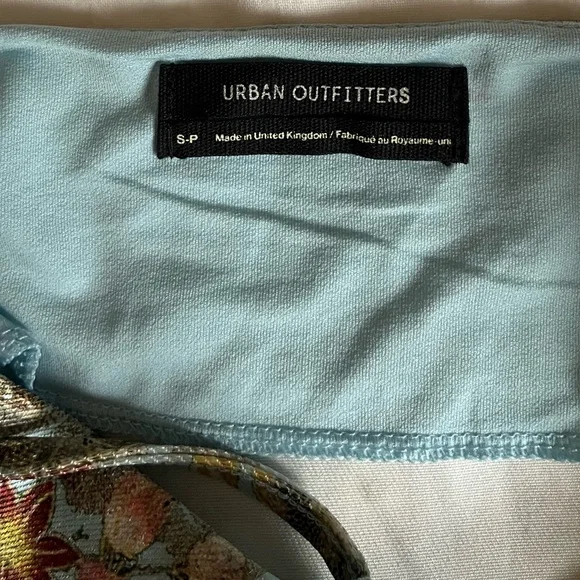 URBAN OUTFITTERS
S-P Made in United Kingdom / Fabriqué au Royaume-uni